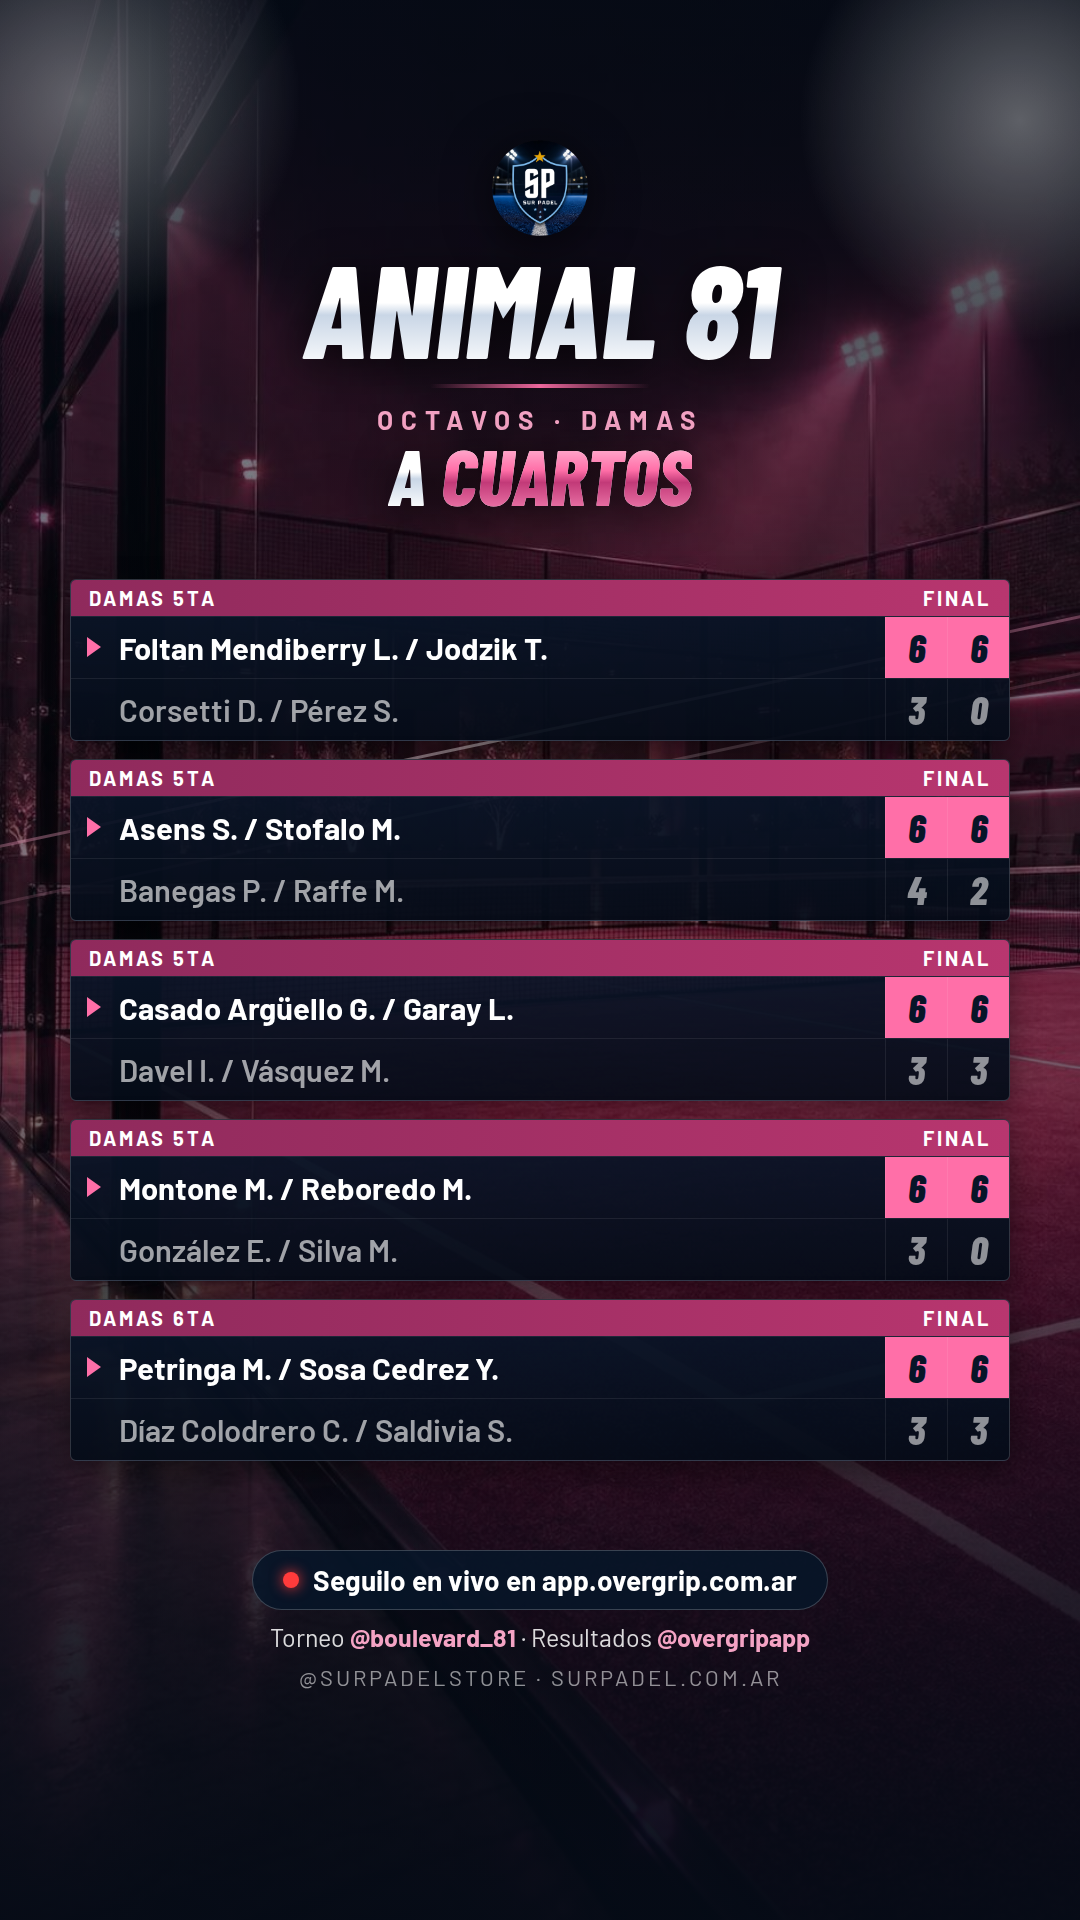 SP
SUR PADEL
ANIMAL 81
OCTAVOS · DAMAS
A CUARTOS
DAMAS 5TA FINAL
Foltan Mendiberry L. / Jodzik T. 6 6
Corsetti D. / Pérez S. 3 0
DAMAS 5TA FINAL
Asens S. / Stofalo M. 6 6
Banegas P. / Raffe M. 4 2
DAMAS 5TA FINAL
Casado Argüello G. / Garay L. 6 6
Davel I. / Vásquez M. 3 3
DAMAS 5TA FINAL
Montone M. / Reboredo M. 6 6
González E. / Silva M. 3 0
DAMAS 6TA FINAL
Petringa M. / Sosa Cedrez Y. 6 6
Díaz Colodrero C. / Saldivia S. 3 3
Seguilo en vivo en app.overgrip.com.ar
Torneo @boulevard_81 · Resultados @overgripapp
@SURPADELSTORE · SURPADEL.COM.AR